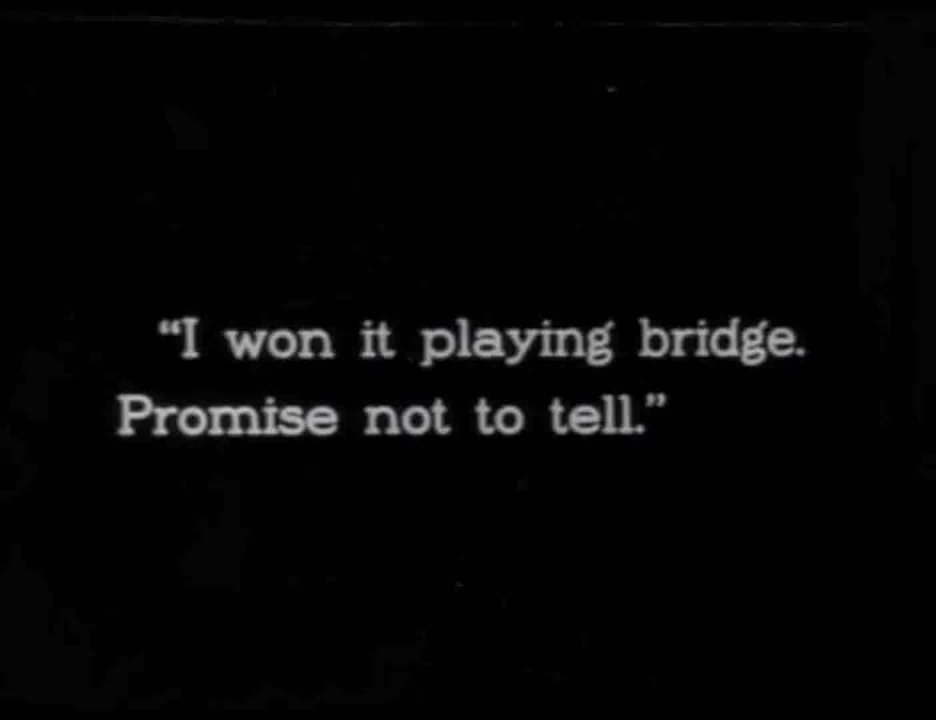 “I won it playing bridge.
Promise not to tell.”